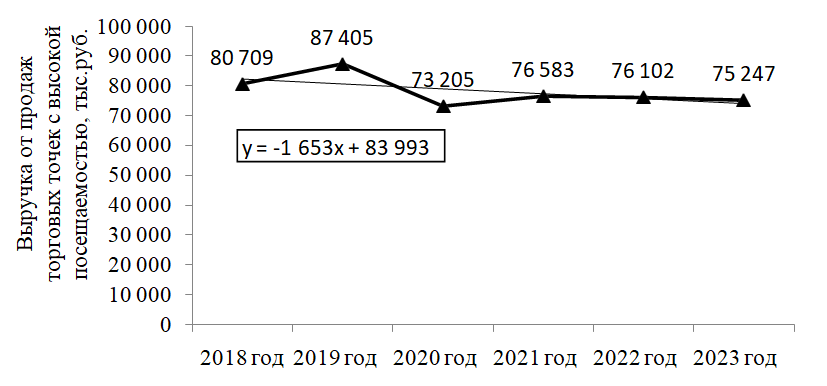 Выручка от продаж
торговых точек с высокой
посещаемостью, тыс.руб.
100 000
90 000
80 000
70 000
60 000
50 000
40 000
30 000
20 000
10 000
0
80 709
87 405
73 205
76 583
76 102
75 247
y = -1 653x + 83 993
2018 год
2019 год
2020 год
2021 год
2022 год
2023 год